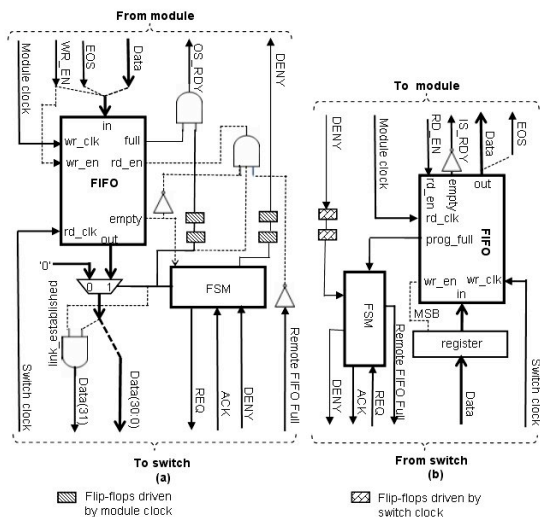 From module
Module clock
WR_EN
EOS
Data
OS_RDY
DENY
in
wr_clk
full
wr_en
rd_en
FIFO
empty
rd_clk
out
'0'
0 1
FSM
link_established
Switch clock
Data(31)
Data(30:0)
REQ
ACK
DENY
Remote FIFO Full
To switch
(a)
Flip-flops driven
by module clock
To module
DENY
Module clock
RD_EN
IS_RDY
Data
EOS
rd_
en
empty
out
rd_clk
FIFO
prog_full
wr_en
wr_clk
in
MSB
FSM
register
Remote FIFO Full
DENY
ACK
REQ
Data
Switch clock
From switch
(b)
Flip-flops driven by
switch clock